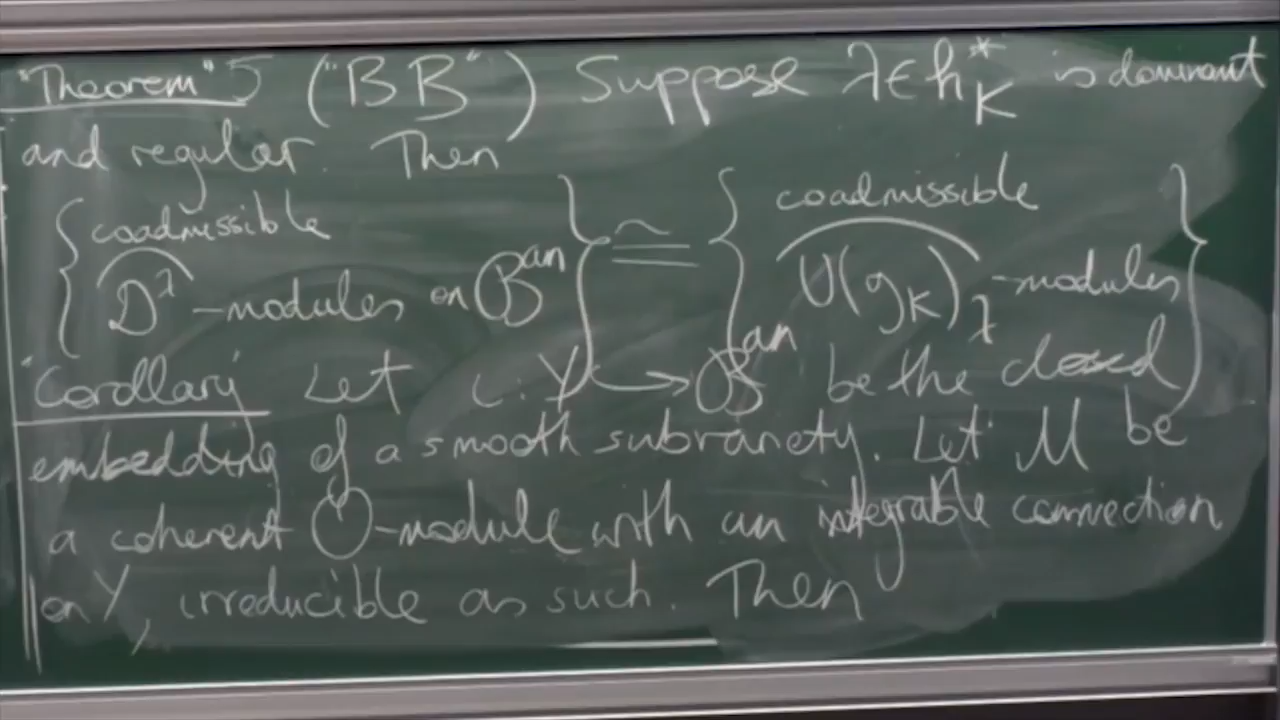 "Theorem" 5 ("BB") Suppose λ ∈ h*_K is dominant
and regular. Then
{ coadmissible \overparen{D^λ} -modules on B^an } ≅ { coadmissible \overparen{U(g_K)}_λ -modules }
"Corollary" Let ι: Y ↪ B^an be the closed
embedding of a smooth subvariety. Let M be
a coherent O-module with an integrable connection
on Y, irreducible as such. Then